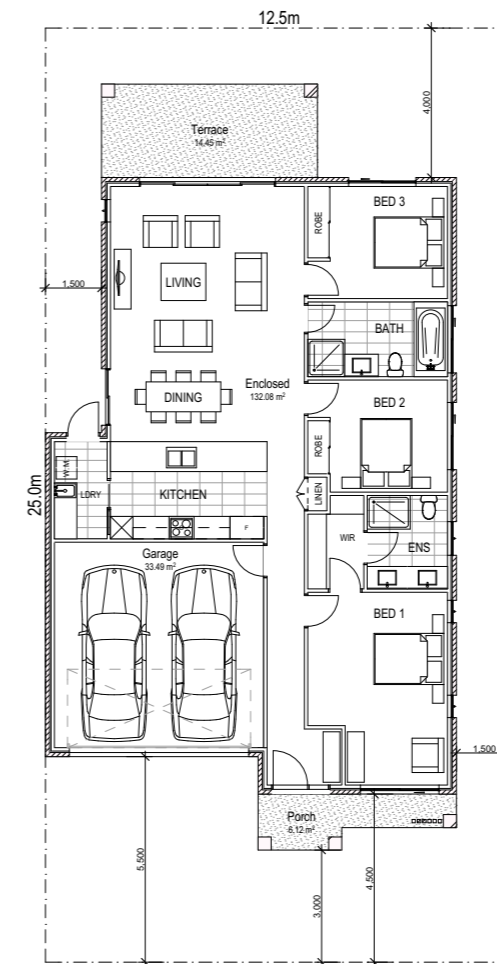 12.5m
4,000
Terrace
14.45 m²
BED 3
ROBE
1,500
LIVING
BATH
Enclosed
132.08 m²
DINING
BED 2
25.0m
ROBE
W.M
LDRY
KITCHEN
LINEN
F
WIR
ENS
Garage
33.49 m²
BED 1
1,500
Porch
6.12 m²
5,500
3,000
4,500